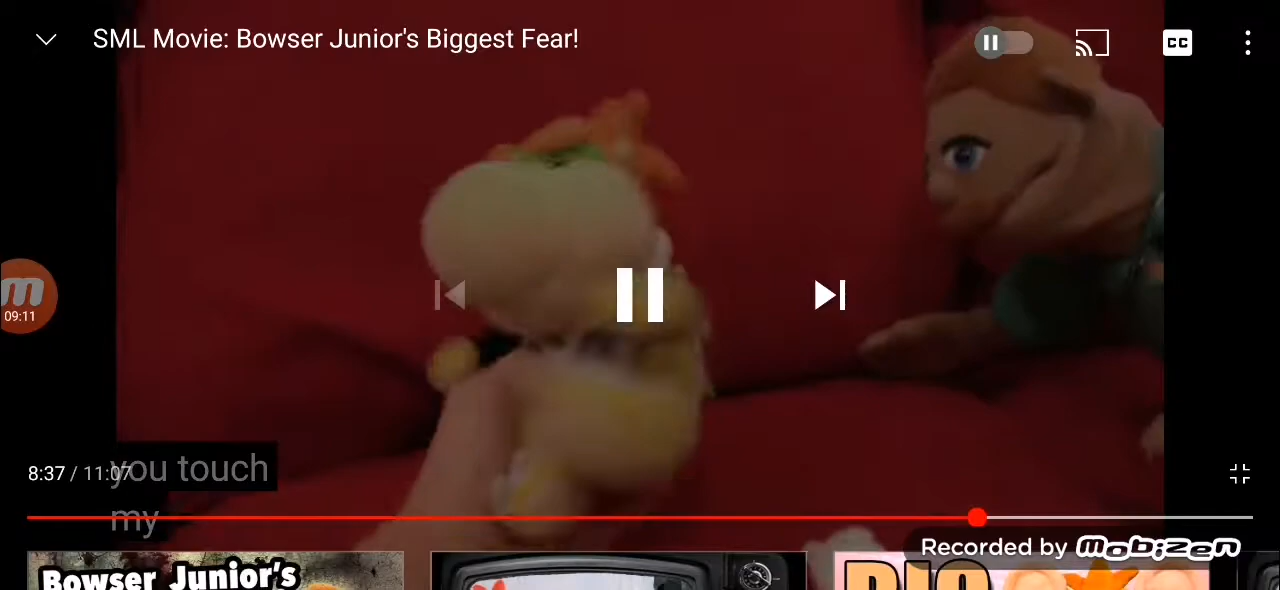 SML Movie: Bowser Junior's Biggest Fear!
CC
09:11
you touch
8:37 / 11:07
my
Recorded by mobizen
Bowser Junior's